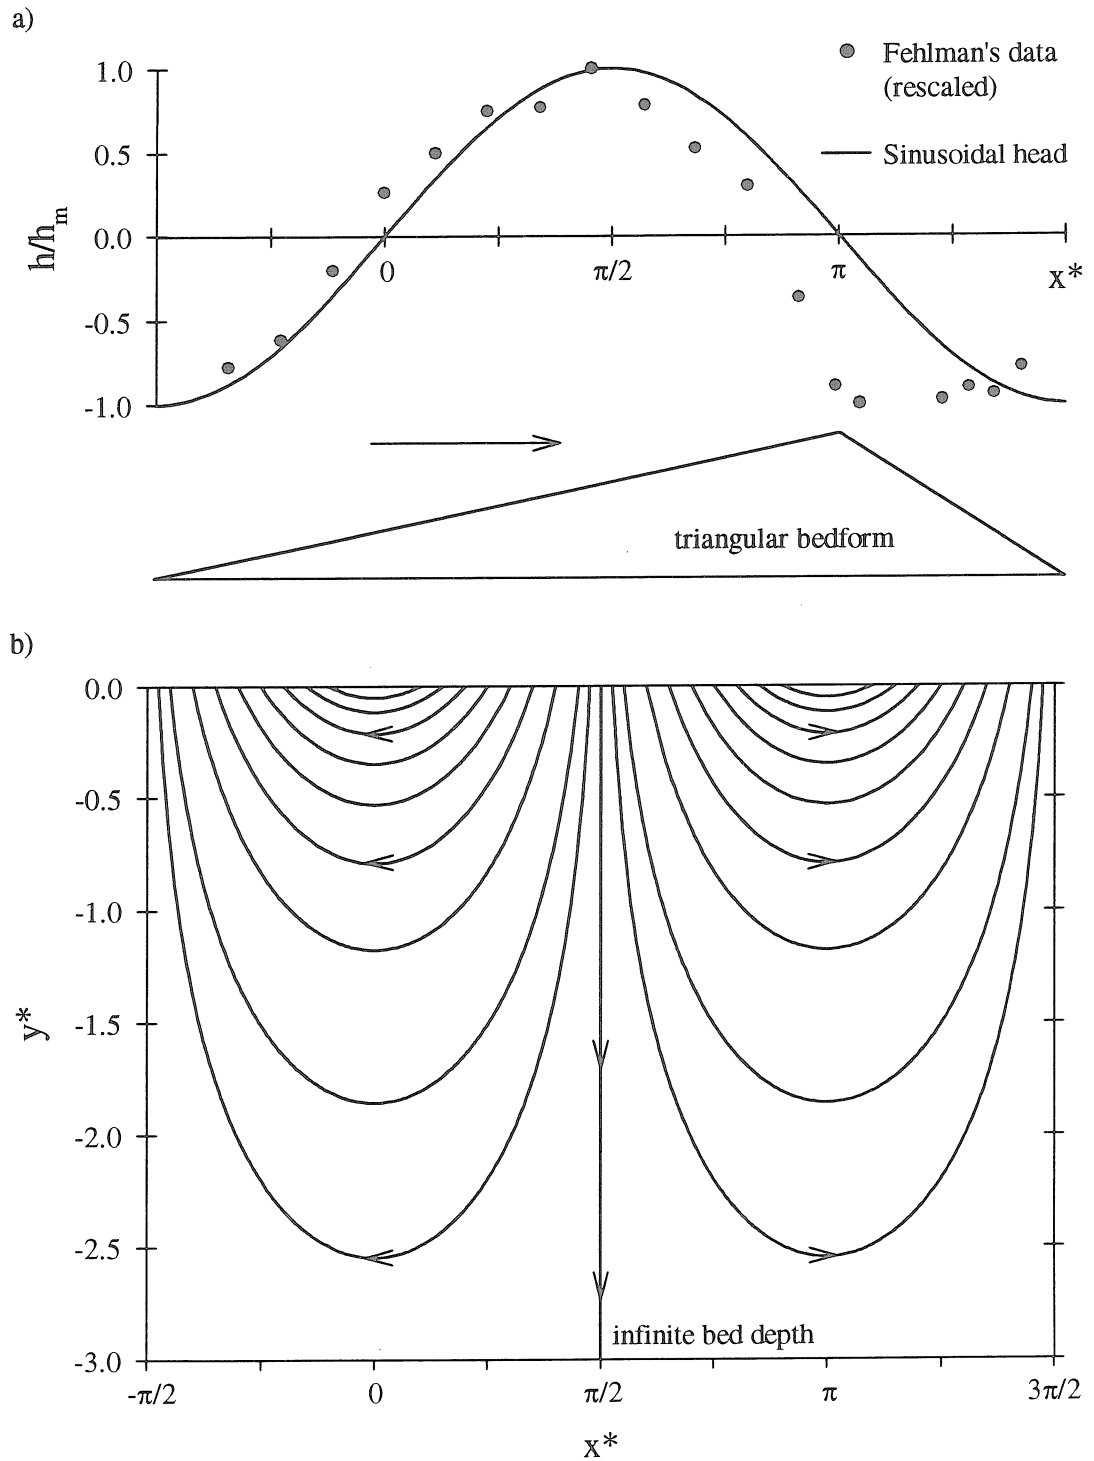 a)
Fehlman's data
(rescaled)
Sinusoidal head
1.0
0.5
0.0
-0.5
-1.0
h/hm
0
π/2
π
x*
triangular bedform
b)
0.0
-0.5
-1.0
-1.5
-2.0
-2.5
-3.0
y*
infinite bed depth
-π/2
0
π/2
π
3π/2
x*